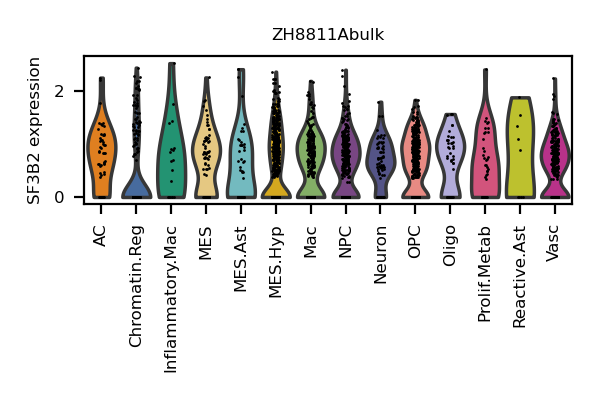 ZH8811Abulk
SF3B2 expression
2
0
AC
Chromatin.Reg
Inflammatory.Mac
MES
MES.Ast
MES.Hyp
Mac
NPC
Neuron
OPC
Oligo
Prolif.Metab
Reactive.Ast
Vasc